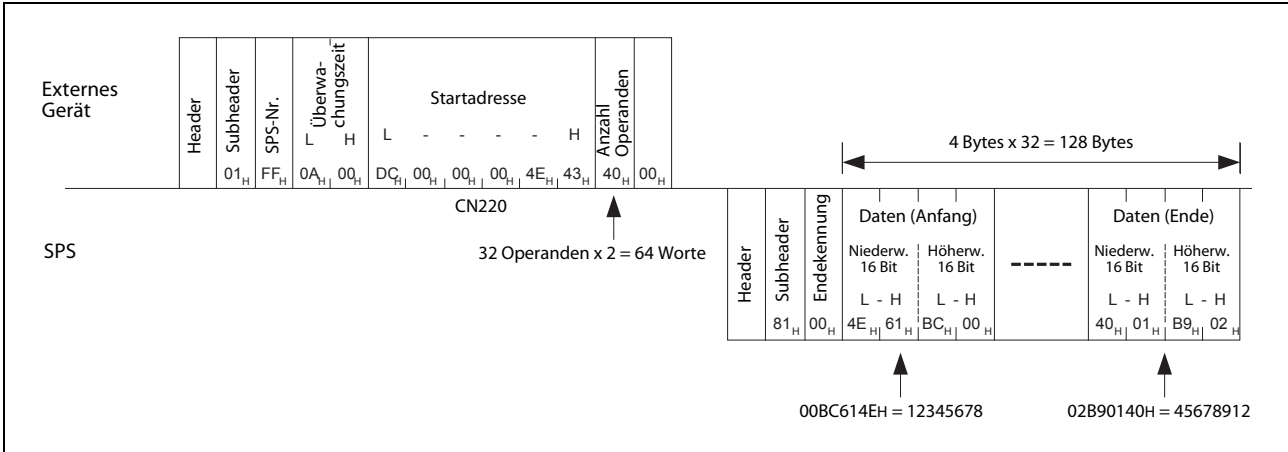 Externes
Gerät
Header
Subheader
SPS-Nr.
Überwa-
chungszeit
L H
Startadresse
L - - - - H
Anzahl
Operanden
01H FFH 0AH 00H DCH 00H 00H 00H 4EH 43H 40H 00H
CN220
32 Operanden x 2 = 64 Worte
4 Bytes x 32 = 128 Bytes
SPS
Header
Subheader
Endekennung
Daten (Anfang)
Niederw.
16 Bit
Höherw.
16 Bit
L - H L - H
Daten (Ende)
Niederw.
16 Bit
Höherw.
16 Bit
L - H L - H
81H 00H 4EH 61H BCH 00H 40H 01H B9H 02H
00BC614EH = 12345678
02B90140H = 45678912